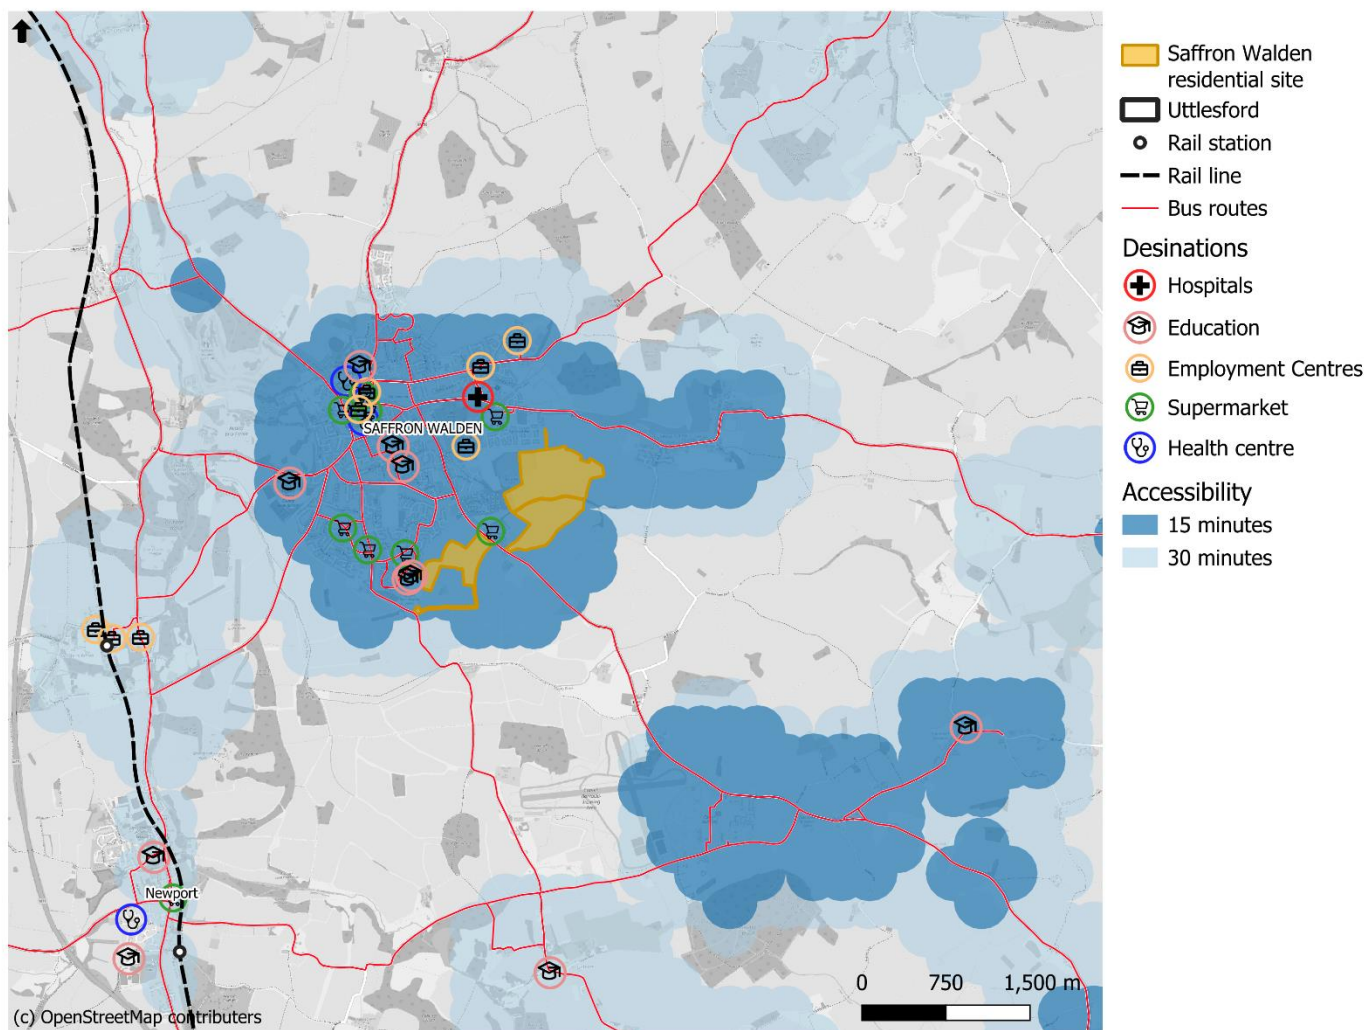 Saffron Walden
residential site
Uttlesford
Rail station
Rail line
Bus routes
Desinations
Hospitals
Education
Employment Centres
Supermarket
Health centre
Accessibility
15 minutes
30 minutes
SAFFRON WALDEN
Newport
0 750 1,500 m
(c) OpenStreetMap contributers